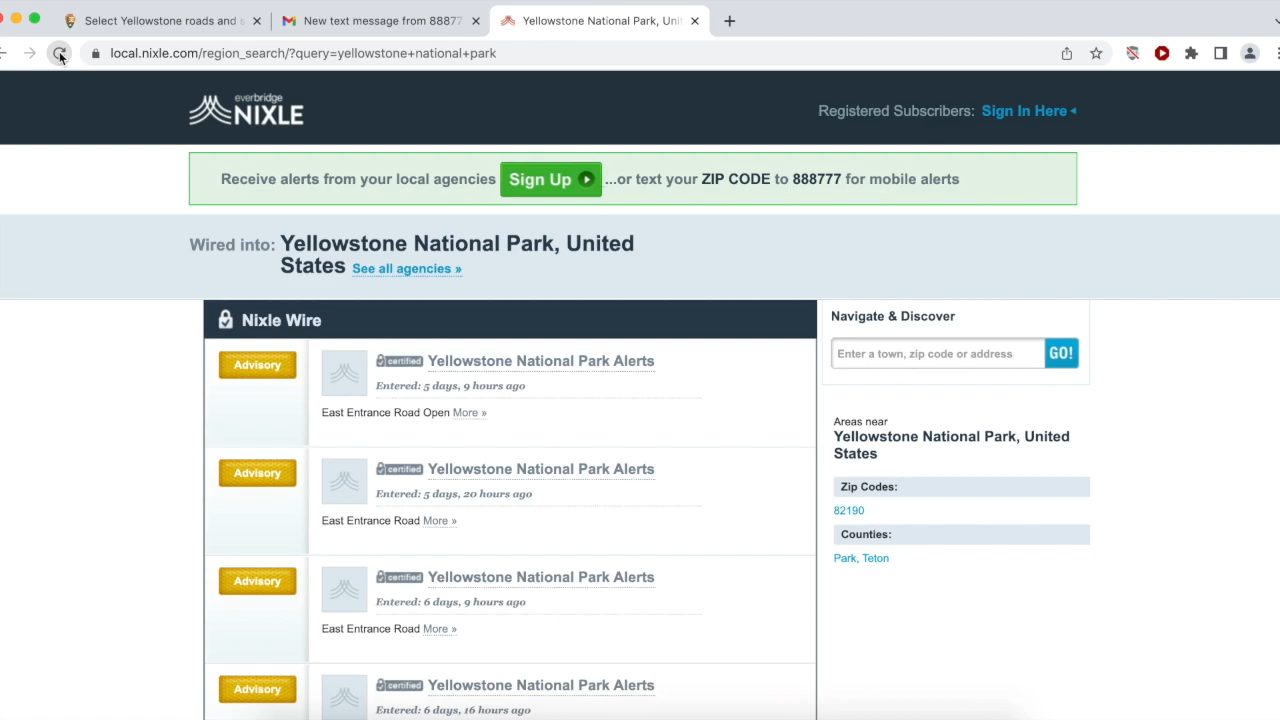 Select Yellowstone roads and s
New text message from 88877
Yellowstone National Park, Uni
local.nixle.com/region_search/?query=yellowstone+national+park
everbridge
NIXLE
Registered Subscribers: Sign In Here
Receive alerts from your local agencies Sign Up ...or text your ZIP CODE to 888777 for mobile alerts
Wired into: Yellowstone National Park, United
States See all agencies »
Nixle Wire
Advisory
certified Yellowstone National Park Alerts
Entered: 5 days, 9 hours ago
East Entrance Road Open More »
Advisory
certified Yellowstone National Park Alerts
Entered: 5 days, 20 hours ago
East Entrance Road More »
Advisory
certified Yellowstone National Park Alerts
Entered: 6 days, 9 hours ago
East Entrance Road More »
Advisory
certified Yellowstone National Park Alerts
Entered: 6 days, 16 hours ago
Navigate & Discover
Enter a town, zip code or address GO!
Areas near
Yellowstone National Park, United
States
Zip Codes:
82190
Counties:
Park, Teton